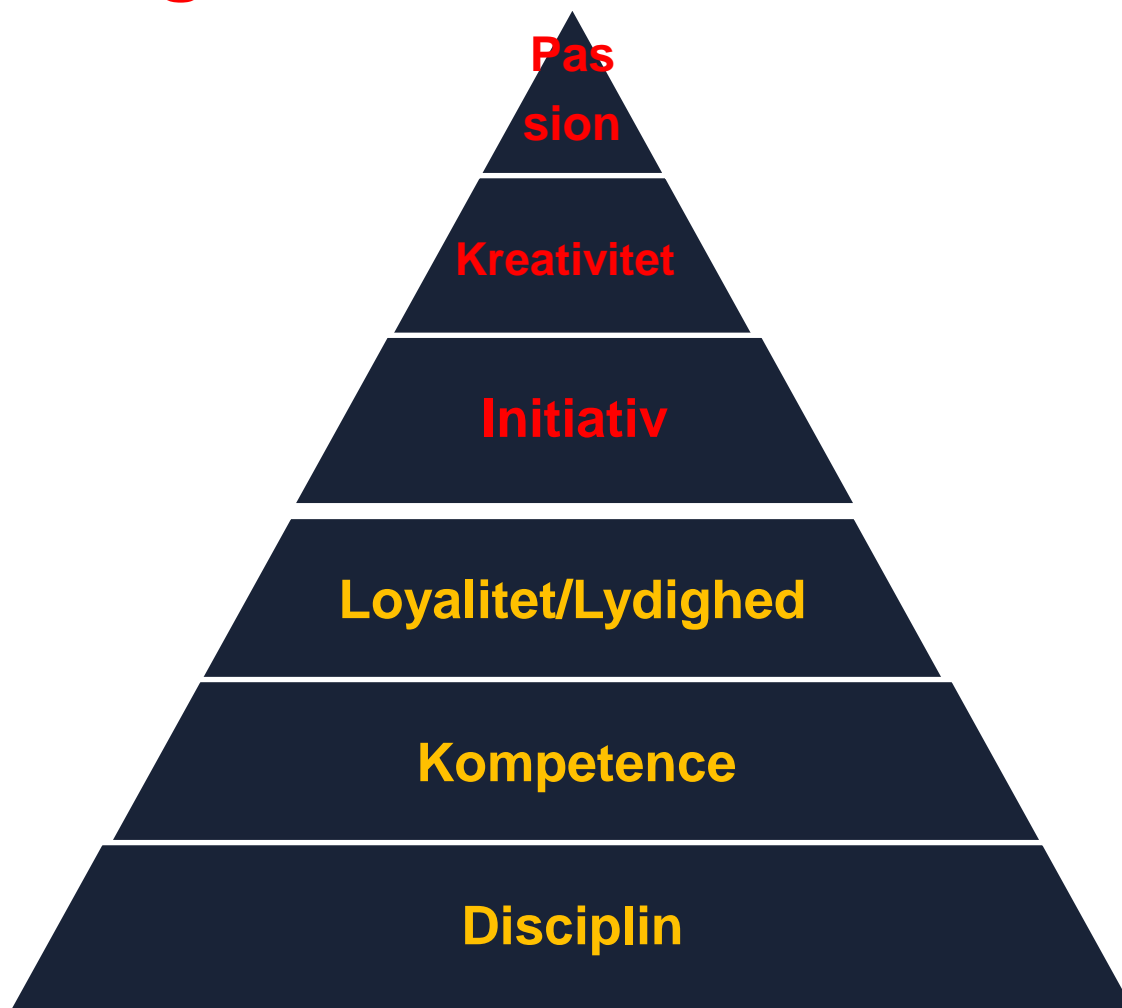 Pas
sion
Kreativitet
Initiativ
Loyalitet/Lydighed
Kompetence
Disciplin